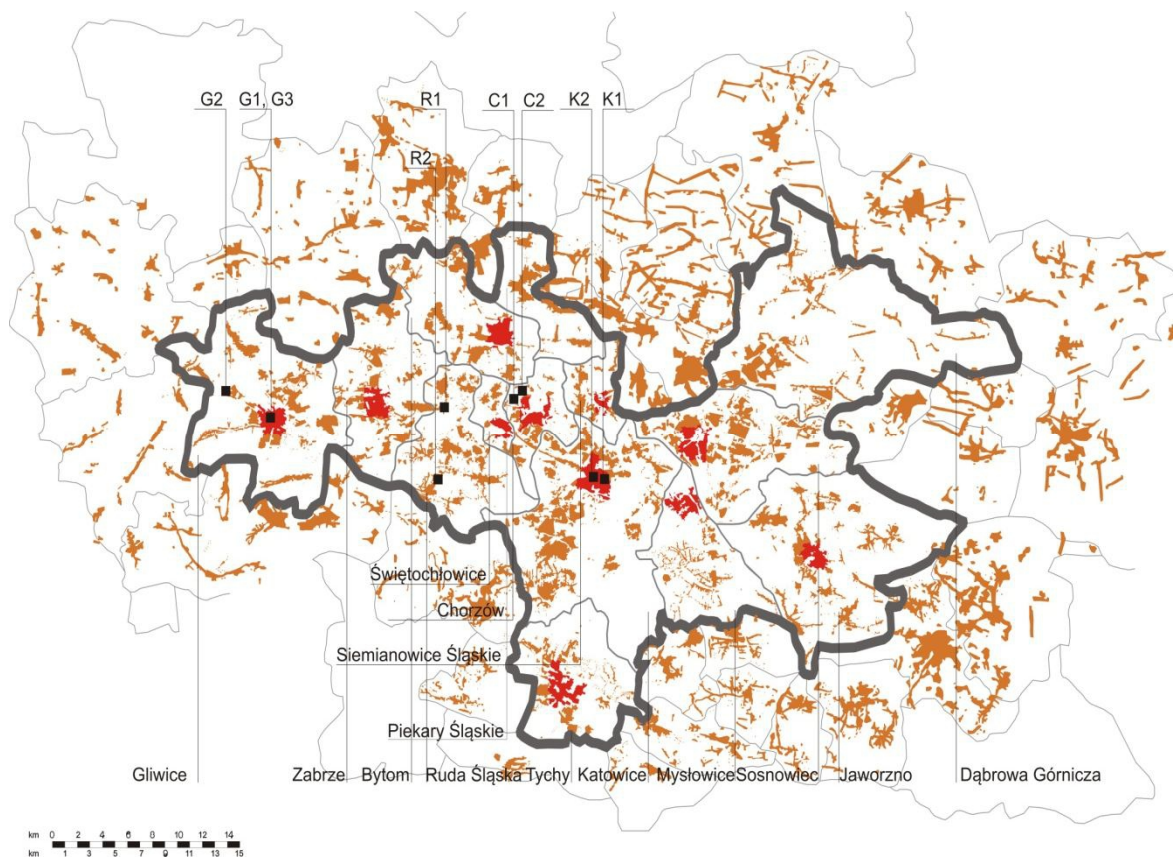 G2 G1, G3 R1 C1 C2 K2 K1
R2
Świętochłowice
Chorzów
Siemianowice Śląskie
Piekary Śląskie
Gliwice Zabrze Bytom Ruda Śląska Tychy Katowice Mysłowice Sosnowiec Jaworzno Dąbrowa Górnicza
km 0 2 4 6 8 10 12 14
km 1 3 5 7 9 11 13 15